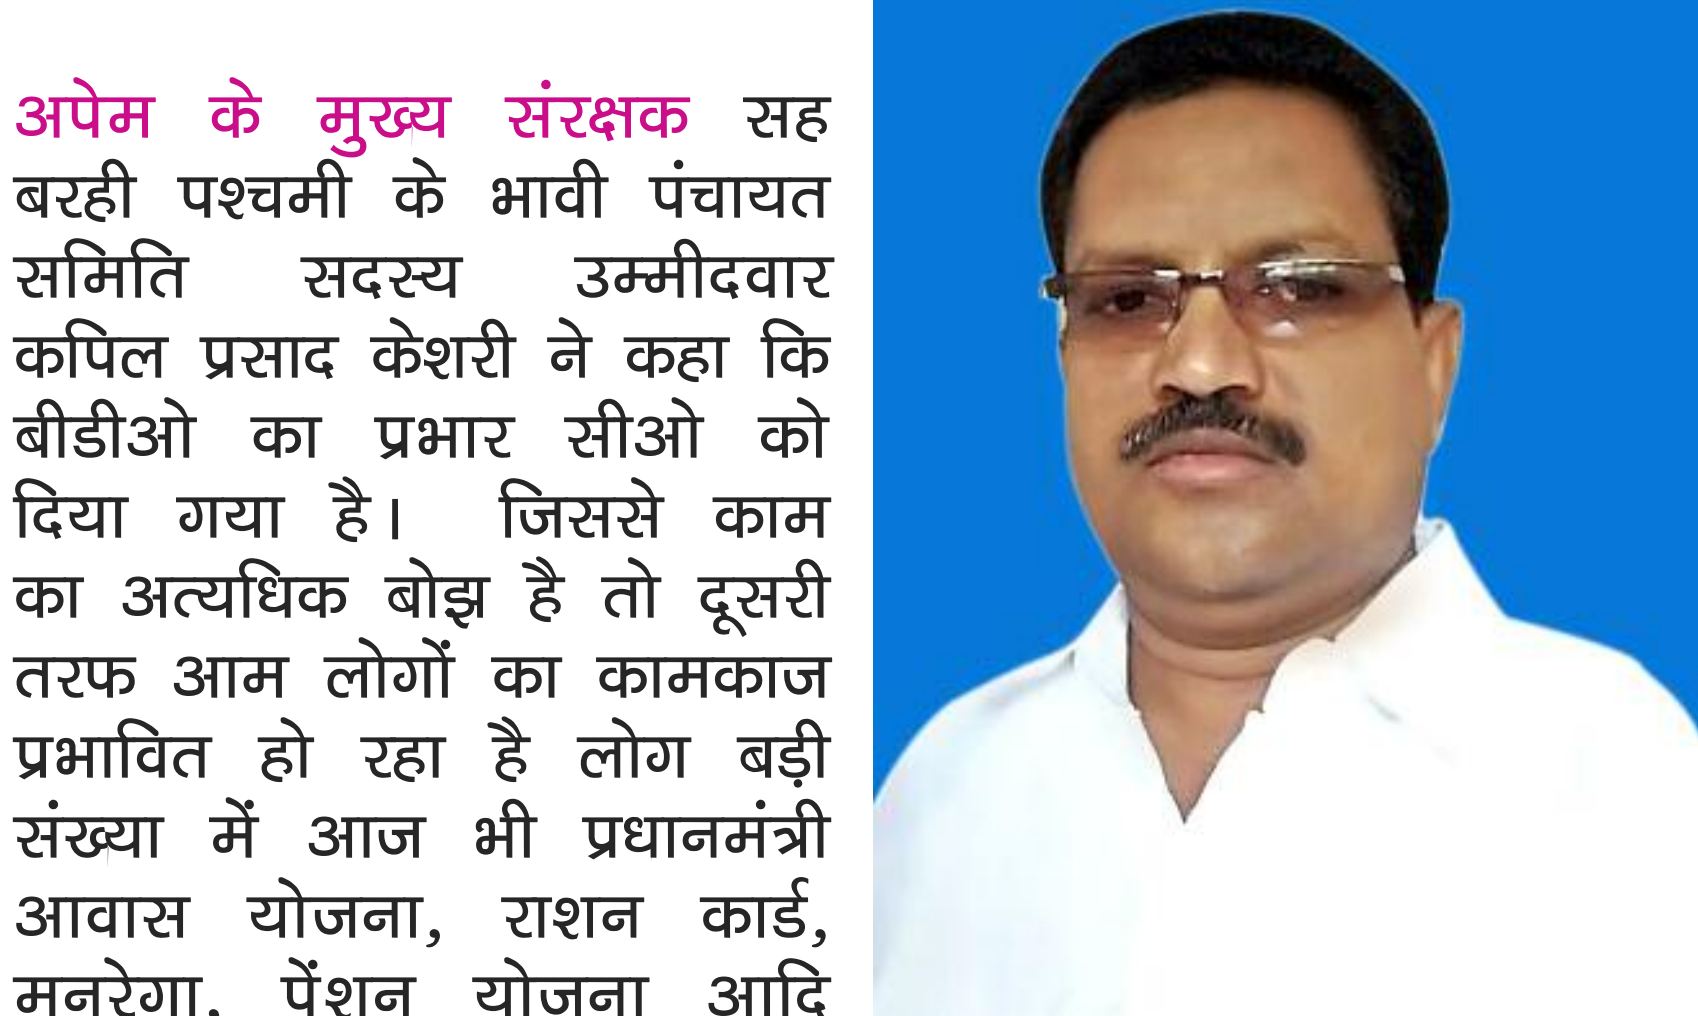 अपेम के मुख्य संरक्षक सह
बरही पश्चमी के भावी पंचायत
समिति सदस्य उम्मीदवार
कपिल प्रसाद केशरी ने कहा कि
बीडीओ का प्रभार सीओ को
दिया गया है। जिससे काम
का अत्यधिक बोझ है तो दूसरी
तरफ आम लोगों का कामकाज
प्रभावित हो रहा है लोग बड़ी
संख्या में आज भी प्रधानमंत्री
आवास योजना, राशन कार्ड,
मनरेगा, पेंशन योजना आदि